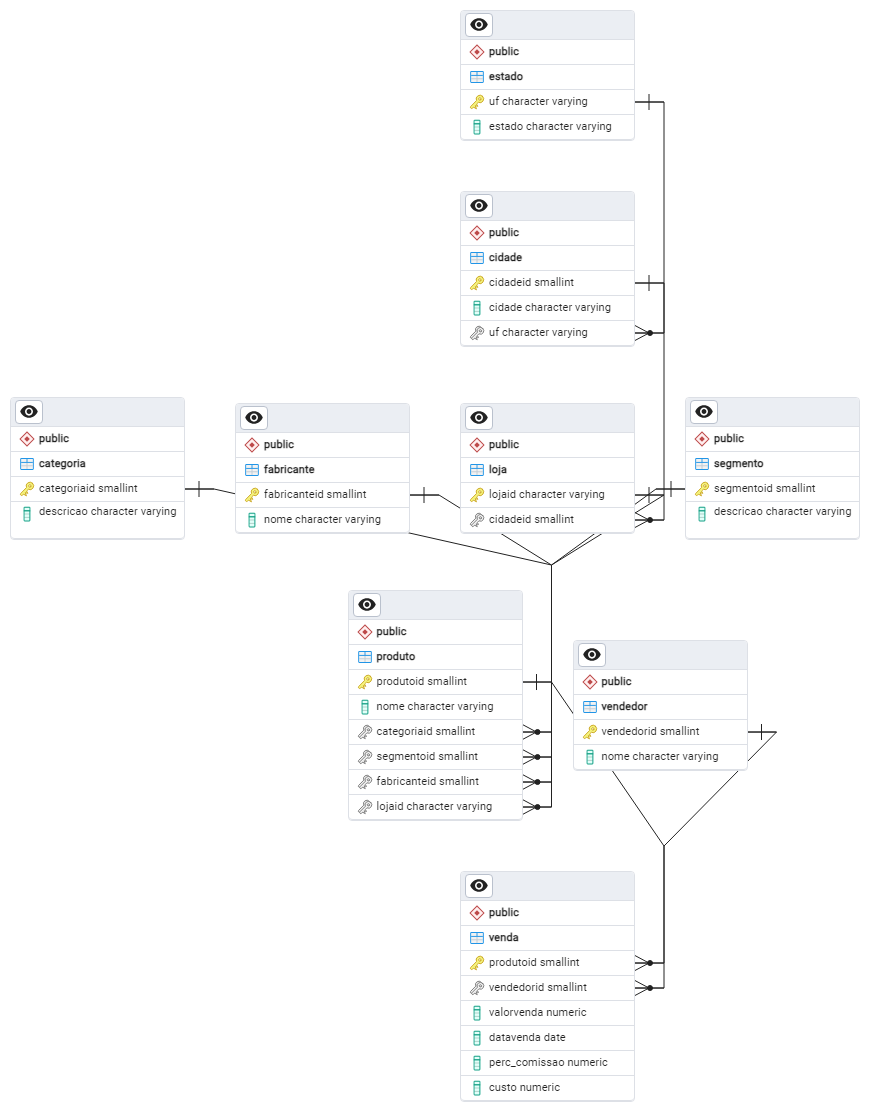 public
estado
uf character varying
estado character varying
public
cidade
cidadeid smallint
cidade character varying
uf character varying
public
categoria
categoriaid smallint
descricao character varying
public
fabricante
fabricanteid smallint
nome character varying
public
loja
lojaid character varying
cidadeid smallint
public
segmento
segmentoid smallint
descricao character varying
public
produto
produtoid smallint
nome character varying
categoriaid smallint
segmentoid smallint
fabricanteid smallint
lojaid character varying
public
vendedor
vendedorid smallint
nome character varying
public
venda
produtoid smallint
vendedorid smallint
valorvenda numeric
datavenda date
perc_comissao numeric
custo numeric